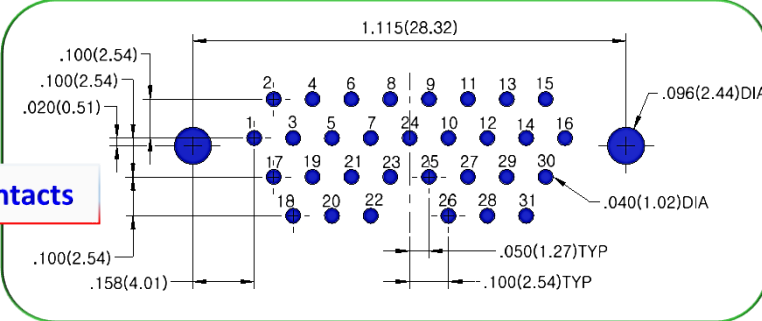 1.115(28.32)
.100(2.54)
.100(2.54)
.020(0.51)
2 4 6 8 9 11 13 15
.096(2.44)DIA
1 3 5 7 24 10 12 14 16
17 19 21 23 25 27 29 30
ntacts
.040(1.02)DIA
18 20 22 26 28 31
.100(2.54)
.050(1.27)TYP
.158(4.01)
.100(2.54)TYP